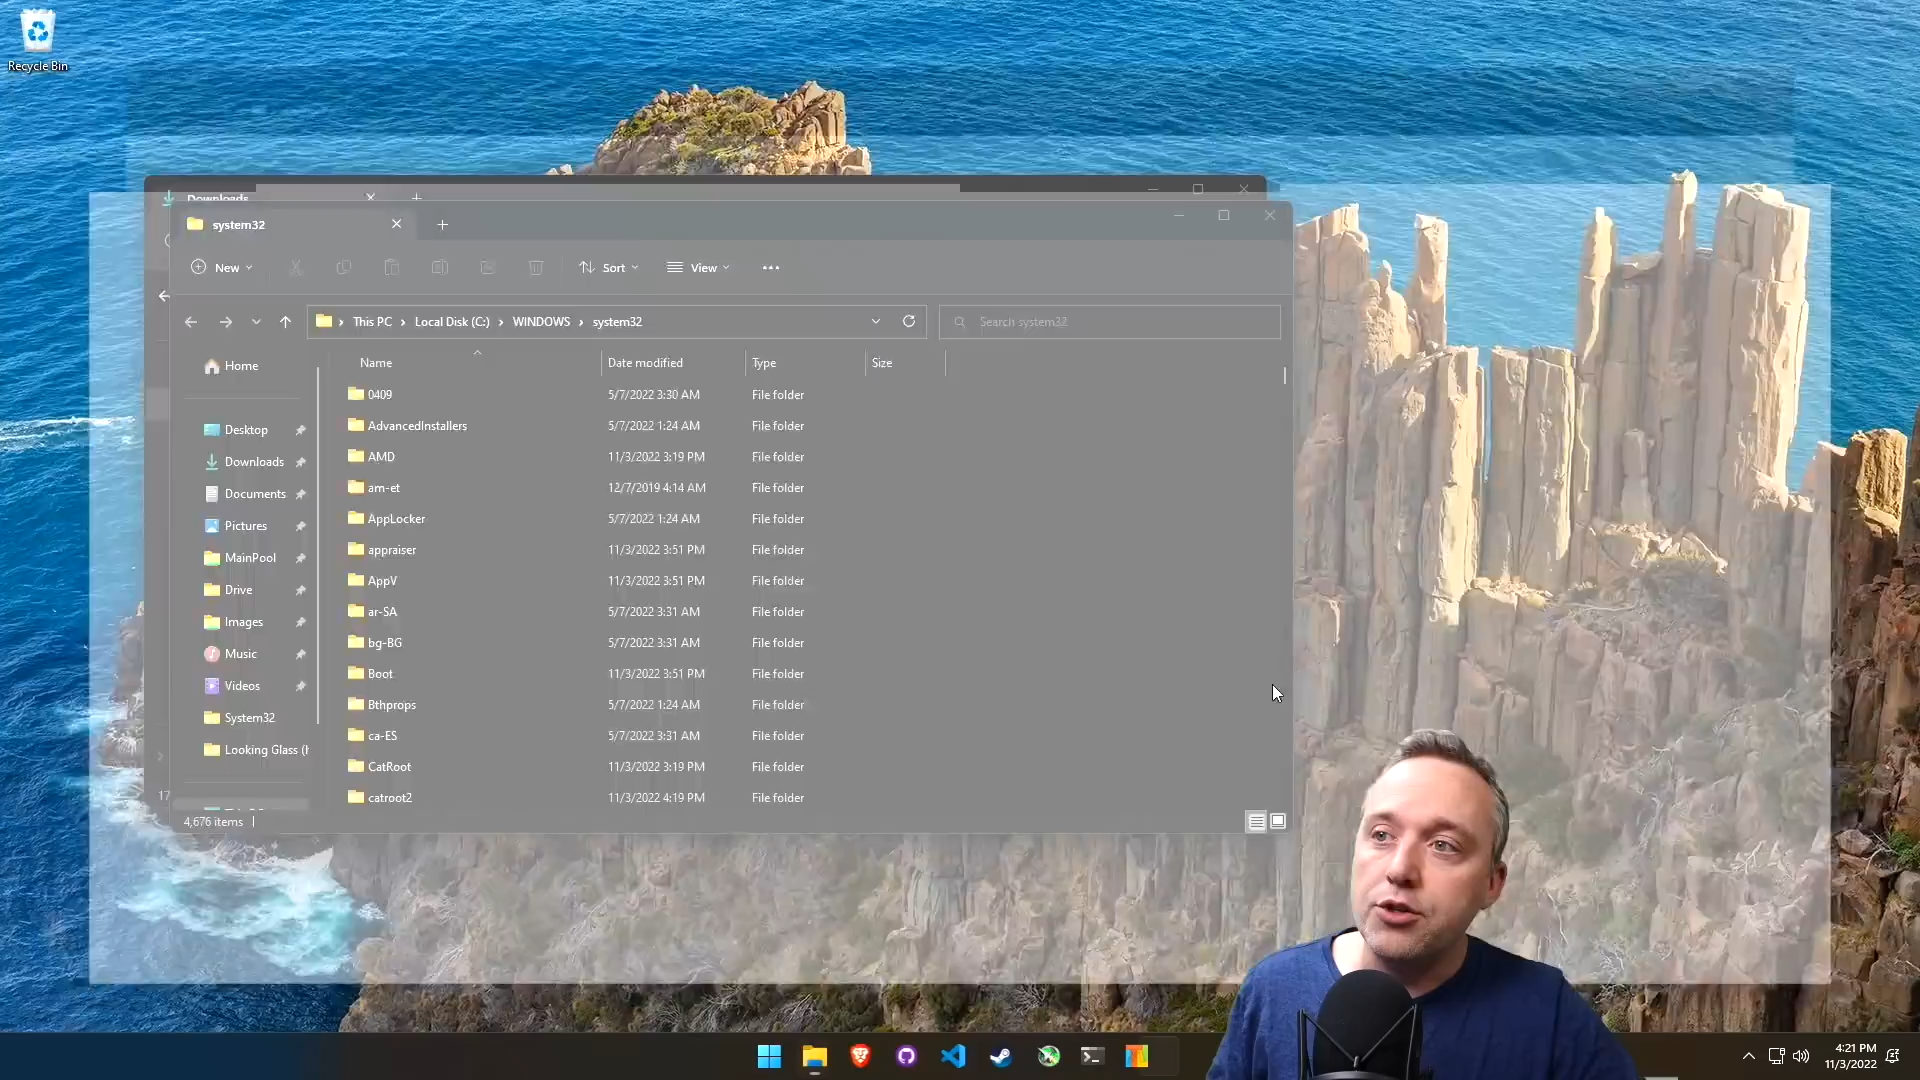 Recycle Bin
Downloads
system32
New
Sort
View
This PC
Local Disk (C:)
WINDOWS
system32
Search system32
Home
Desktop
Downloads
Documents
Pictures
MainPool
Drive
Images
Music
Videos
System32
Looking Glass (
Name
Date modified
Type
Size
0409 5/7/2022 3:30 AM File folder
AdvancedInstallers 5/7/2022 1:24 AM File folder
AMD 11/3/2022 3:19 PM File folder
am-et 12/7/2019 4:14 AM File folder
AppLocker 5/7/2022 1:24 AM File folder
appraiser 11/3/2022 3:51 PM File folder
AppV 11/3/2022 3:51 PM File folder
ar-SA 5/7/2022 3:31 AM File folder
bg-BG 5/7/2022 3:31 AM File folder
Boot 11/3/2022 3:51 PM File folder
Bthprops 5/7/2022 1:24 AM File folder
ca-ES 5/7/2022 3:31 AM File folder
CatRoot 11/3/2022 3:19 PM File folder
catroot2 11/3/2022 4:19 PM File folder
17
4,676 items
4:21 PM
11/3/2022